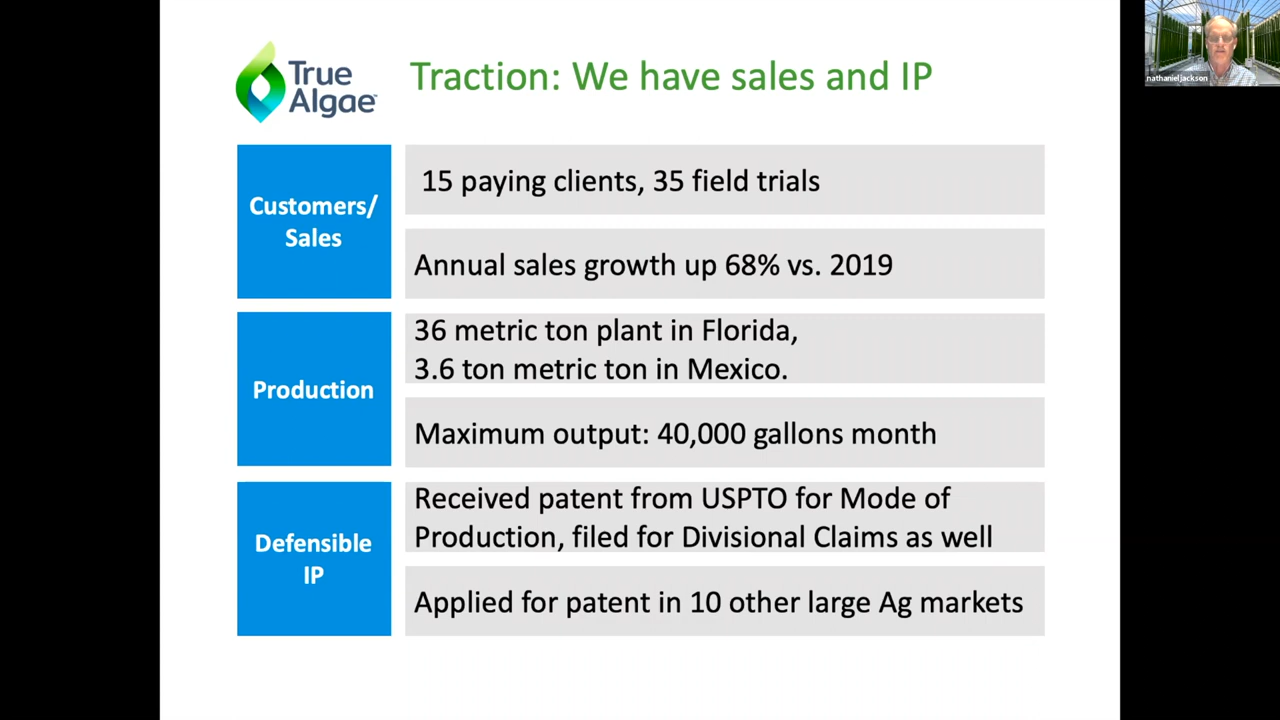 True
Algae™
Traction: We have sales and IP
nathanieljackson
Customers/
Sales
15 paying clients, 35 field trials
Annual sales growth up 68% vs. 2019
Production
36 metric ton plant in Florida,
3.6 ton metric ton in Mexico.
Maximum output: 40,000 gallons month
Defensible
IP
Received patent from USPTO for Mode of
Production, filed for Divisional Claims as well
Applied for patent in 10 other large Ag markets